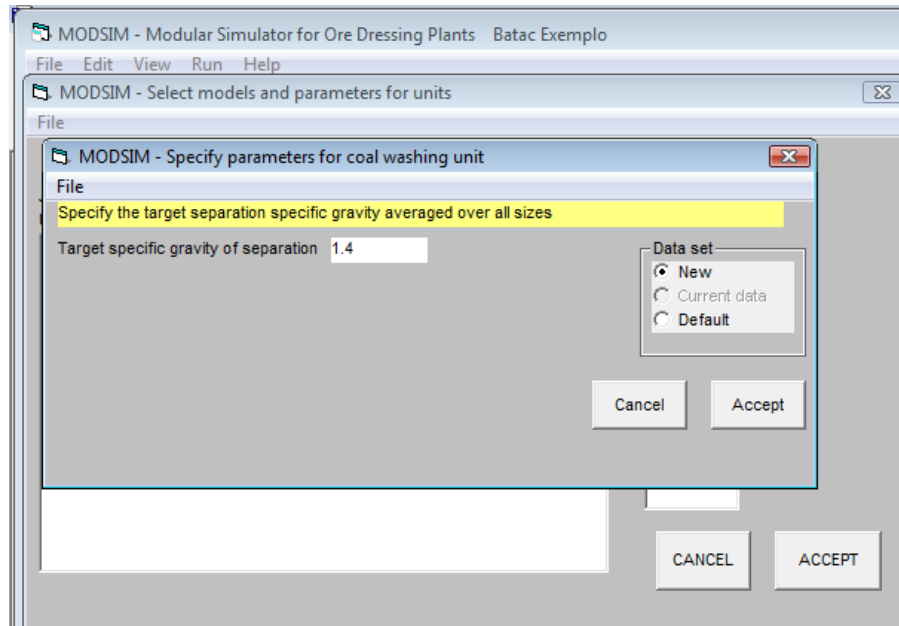 MODSIM - Modular Simulator for Ore Dressing Plants Batac Exemplo
File Edit View Run Help
MODSIM - Select models and parameters for units
File
MODSIM - Specify parameters for coal washing unit
File
Specify the target separation specific gravity averaged over all sizes
Target specific gravity of separation 1.4
Data set
New
Current data
Default
Cancel Accept
CANCEL ACCEPT